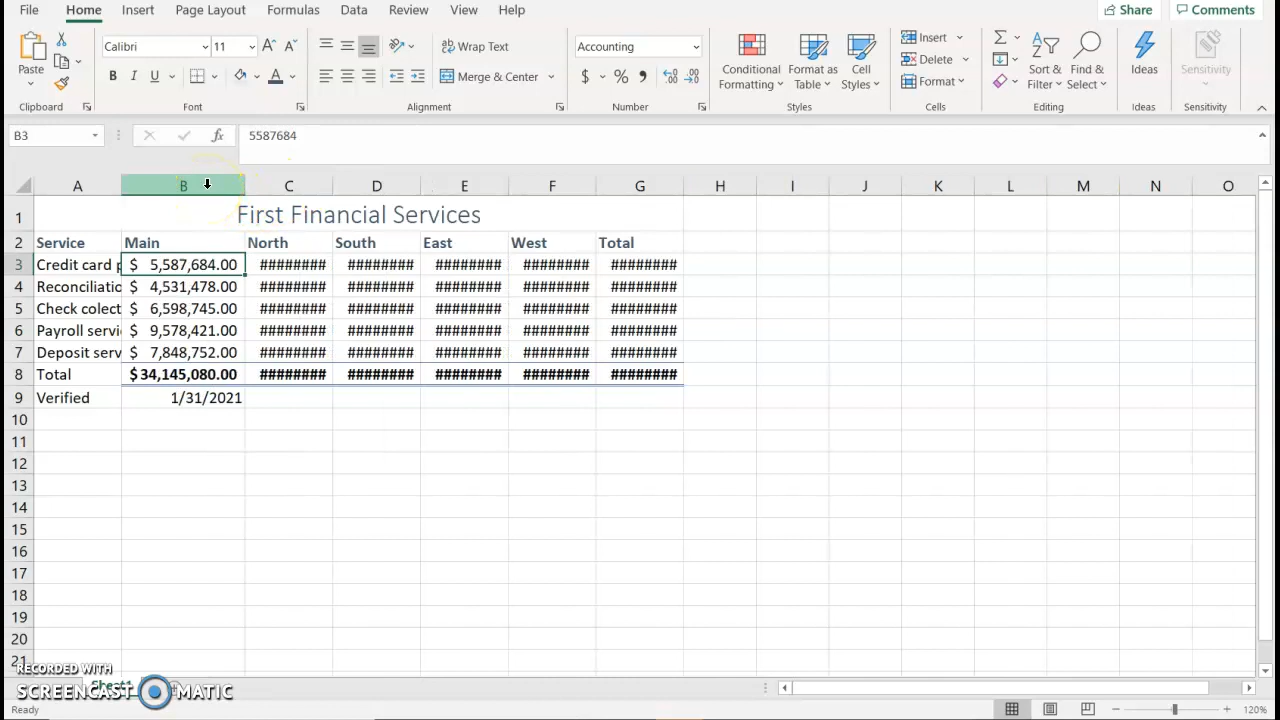 File Home Insert Page Layout Formulas Data Review View Help Share Comments
Calibri 11 Wrap Text Accounting Insert
Paste Conditional Format as Cell Delete Sort & Find & Ideas Sensitivity
B I U Merge & Center $ % Formatting Table Styles Format Filter Select
Clipboard Font Alignment Number Styles Cells Editing Ideas Sensitivity
B3 fx 5587684
A B C D E F G H I J K L M N O
1 First Financial Services
2 Service Main North South East West Total
3 Credit card p $ 5,587,684.00 ######## ######## ######## ######## ########
4 Reconciliatio $ 4,531,478.00 ######## ######## ######## ######## ########
5 Check colect $ 6,598,745.00 ######## ######## ######## ######## ########
6 Payroll servi $ 9,578,421.00 ######## ######## ######## ######## ########
7 Deposit serv $ 7,848,752.00 ######## ######## ######## ######## ########
8 Total $ 34,145,080.00 ######## ######## ######## ######## ########
9 Verified 1/31/2021
10
11
12
13
14
15
16
17
18
19
20
21
RECORDED WITH
SCREENCAST MATIC
Sheet1
Ready 120%